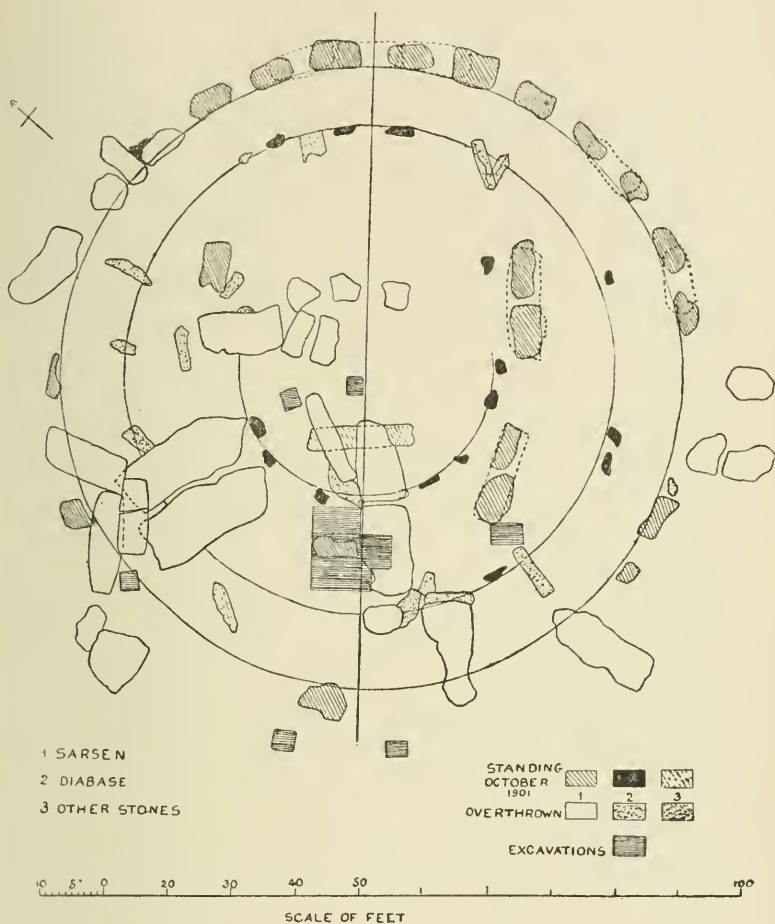 1 SARSEN
2 DIABASE
3 OTHER STONES
STANDING
OCTOBER
1901
1 2 3
OVERTHROWN
EXCAVATIONS
10 5 0 20 30 40 50 100
SCALE OF FEET